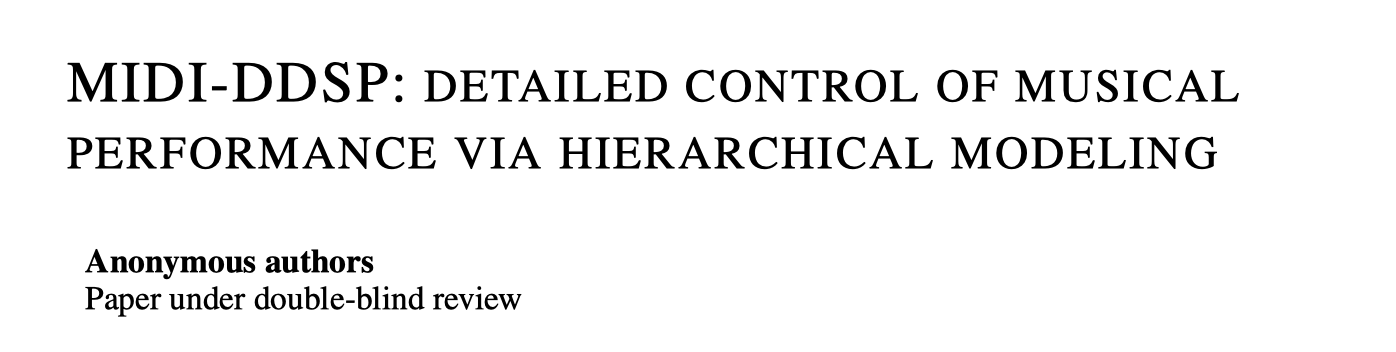 MIDI-DDSP: DETAILED CONTROL OF MUSICAL
PERFORMANCE VIA HIERARCHICAL MODELING
Anonymous authors
Paper under double-blind review